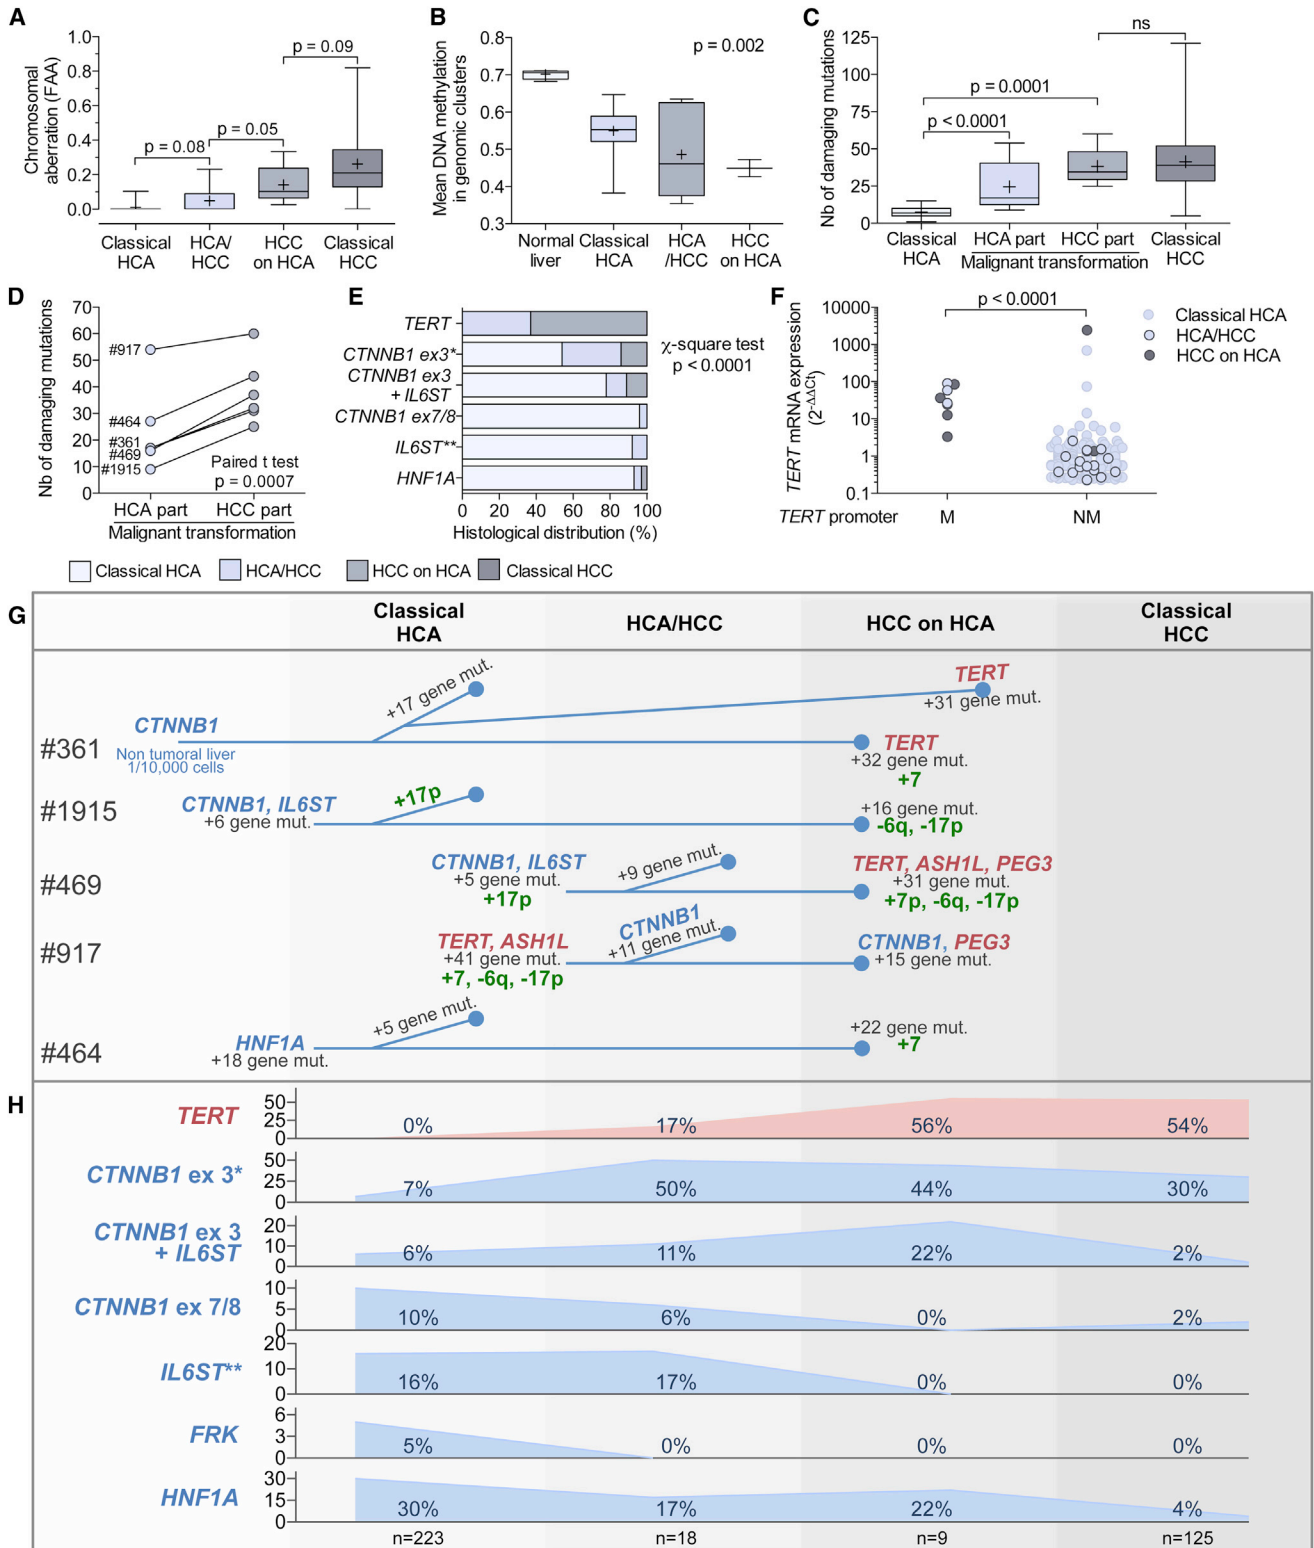 A
Chromosomal
aberration (FAA)
1.0
0.8
0.6
0.4
0.2
0.0
p = 0.08
p = 0.05
p = 0.09
Classical
HCA
HCA/
HCC
HCC
on HCA
Classical
HCC
B
Mean DNA methylation
in genomic clusters
0.8
0.7
0.6
0.5
0.4
0.3
p = 0.002
Normal
liver
Classical
HCA
HCA
/HCC
HCC
on HCA
C
Nb of damaging mutations
125
100
75
50
25
0
ns
p = 0.0001
p < 0.0001
Classical
HCA
HCA part
HCC part
Malignant transformation
Classical
HCC
D
Nb of damaging mutations
70
60
50
40
30
20
10
0
#917
#464
#361
#469
#1915
Paired t test
p = 0.0007
HCA part
HCC part
Malignant transformation
E
TERT
CTNNB1 ex3*
CTNNB1 ex3
+ IL6ST
CTNNB1 ex7/8
IL6ST**
HNF1A
0 20 40 60 80 100
Histological distribution (%)
χ-square test
p < 0.0001
F
TERT mRNA expression
(2-ΔΔCt)
10000
1000
100
10
1
0.1
p < 0.0001
TERT promoter M NM
Classical HCA
HCA/HCC
HCC on HCA
Classical HCA HCA/HCC HCC on HCA Classical HCC
G
Classical
HCA
HCA/HCC
HCC on HCA
Classical
HCC
#361
CTNNB1
Non tumoral liver
1/10,000 cells
+17 gene mut.
TERT
+31 gene mut.
TERT
+32 gene mut.
+7
#1915
CTNNB1, IL6ST
+6 gene mut.
+17p
+16 gene mut.
-6q, -17p
#469
CTNNB1, IL6ST
+5 gene mut.
+17p
+9 gene mut.
TERT, ASH1L, PEG3
+31 gene mut.
+7p, -6q, -17p
#917
TERT, ASH1L
+41 gene mut.
+7, -6q, -17p
CTNNB1
+11 gene mut.
CTNNB1, PEG3
+15 gene mut.
#464
HNF1A
+18 gene mut.
+5 gene mut.
+22 gene mut.
+7
H
TERT
50
25
0
0% 17% 56% 54%
CTNNB1 ex 3*
50
25
0
7% 50% 44% 30%
CTNNB1 ex 3
+ IL6ST
20
10
0
6% 11% 22% 2%
CTNNB1 ex 7/8
10
5
0
10% 6% 0% 2%
IL6ST**
20
10
0
16% 17% 0% 0%
FRK
6
3
0
5% 0% 0% 0%
HNF1A
30
15
0
30% 17% 22% 4%
n=223 n=18 n=9 n=125